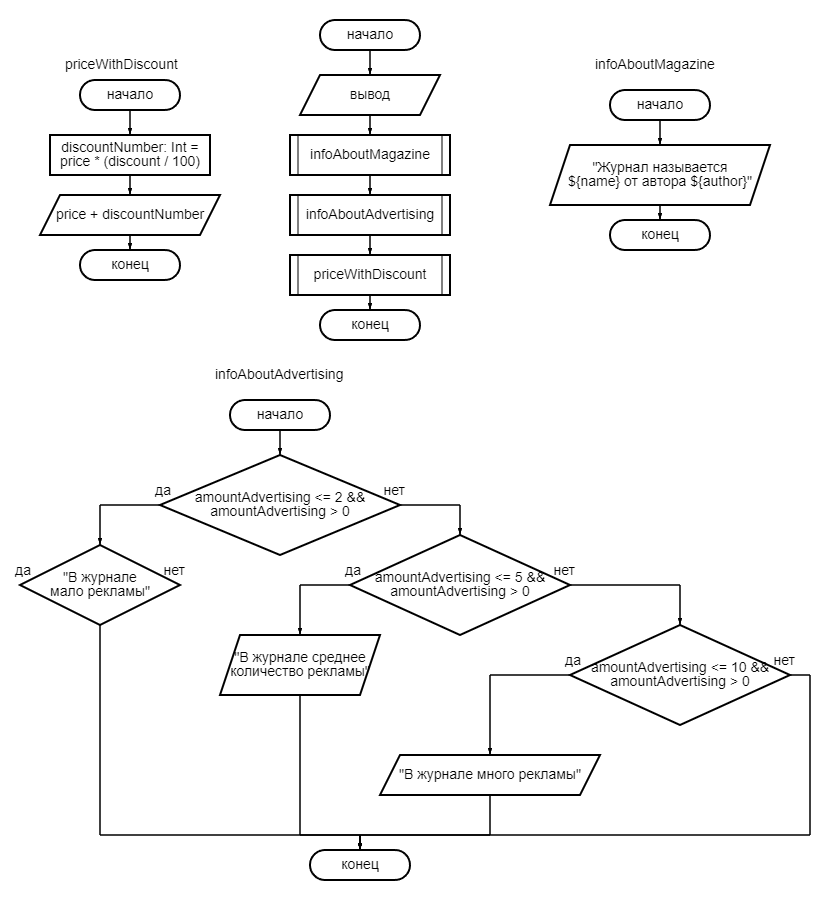 начало
вывод
infoAboutMagazine
infoAboutAdvertising
priceWithDiscount
конец
priceWithDiscount
начало
discountNumber: Int =
price * (discount / 100)
price + discountNumber
конец
infoAboutMagazine
начало
"Журнал называется
${name} от автора ${author}"
конец
infoAboutAdvertising
начало
да
нет
amountAdvertising <= 2 &&
amountAdvertising > 0
да
нет
"В журнале
мало рекламы"
да
нет
amountAdvertising <= 5 &&
amountAdvertising > 0
"В журнале среднее
количество рекламы"
да
нет
amountAdvertising <= 10 &&
amountAdvertising > 0
"В журнале много рекламы"
конец